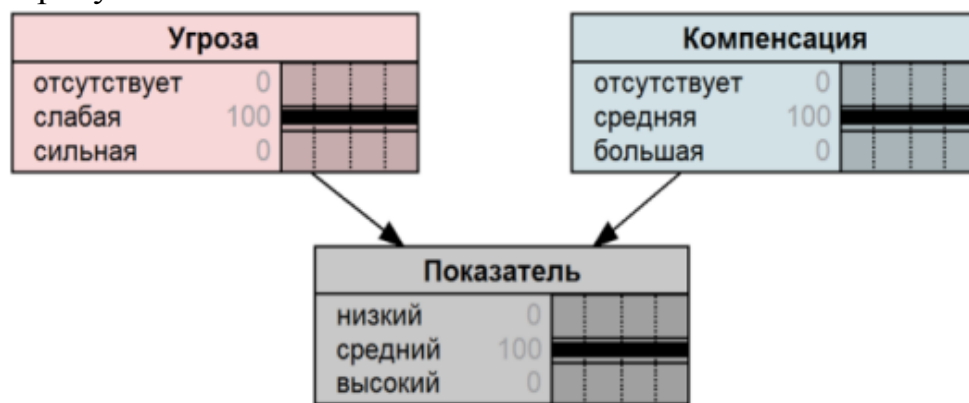 Угроза
отсутствует 0
слабая 100
сильная 0
Компенсация
отсутствует 0
средняя 100
большая 0
Показатель
низкий 0
средний 100
высокий 0